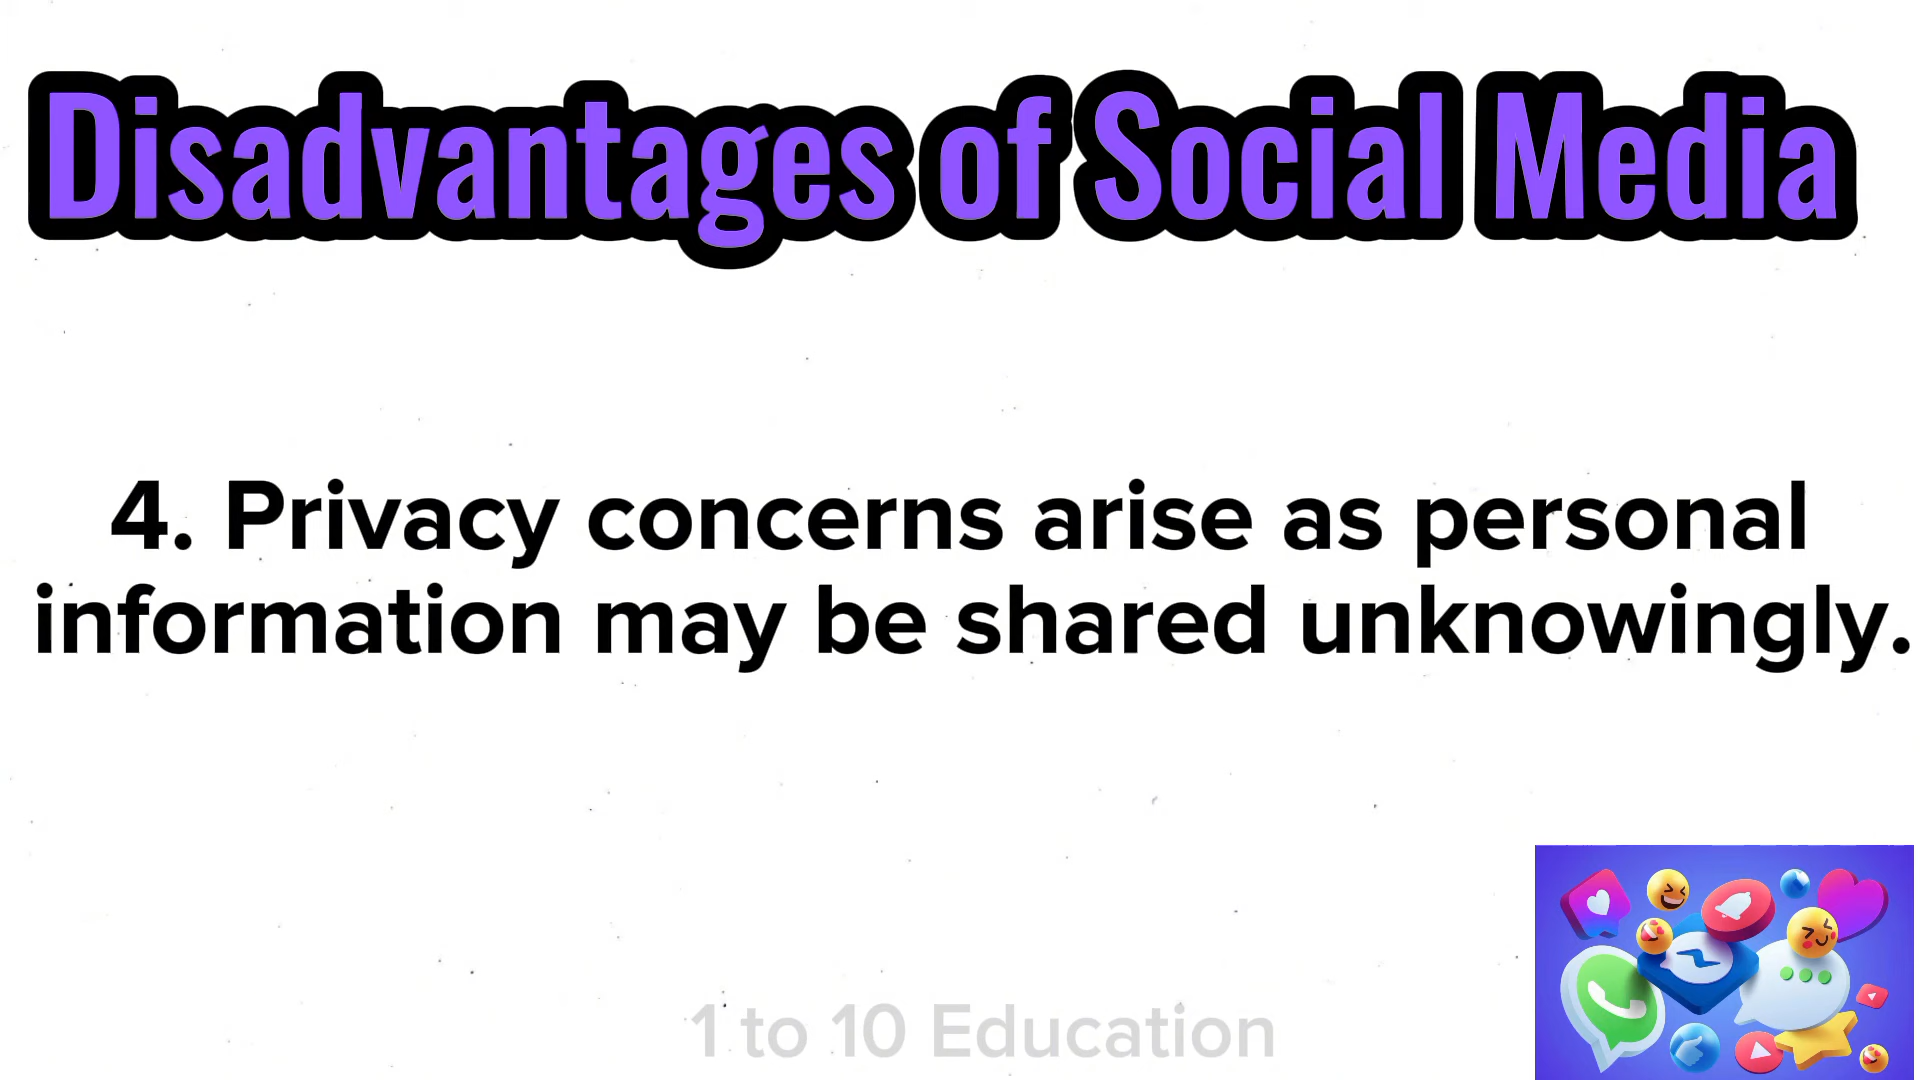 Disadvantages of Social Media
4. Privacy concerns arise as personal
information may be shared unknowingly.
1 to 10 Education